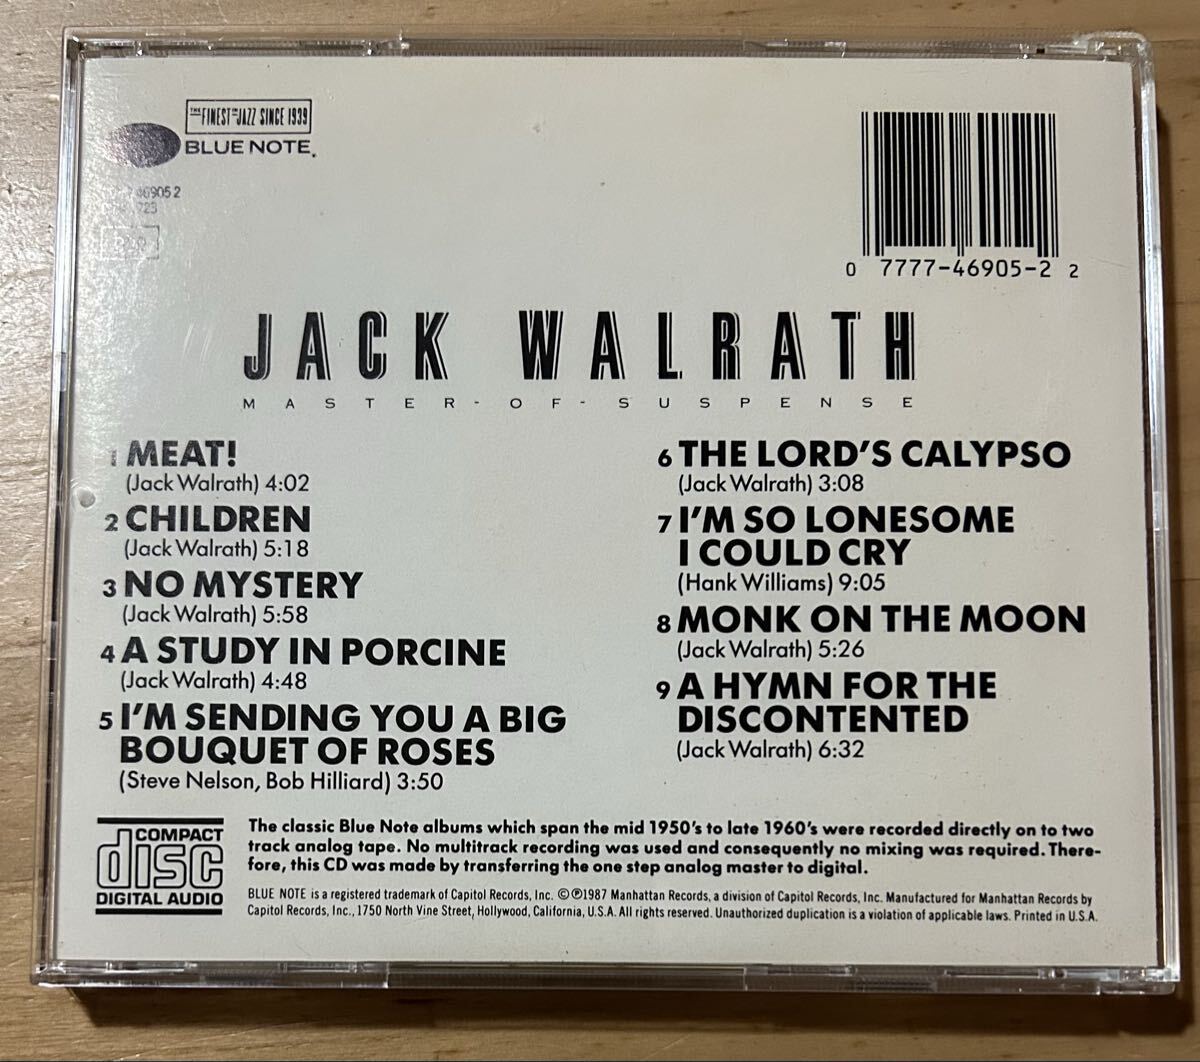 THE FINEST IN JAZZ SINCE 1939
BLUE NOTE.
46905 2
0 7777-46905-2 2
JACK WALRATH
MASTER-OF-SUSPENSE
1 MEAT!
(Jack Walrath) 4:02
2 CHILDREN
(Jack Walrath) 5:18
3 NO MYSTERY
(Jack Walrath) 5:58
4 A STUDY IN PORCINE
(Jack Walrath) 4:48
5 I'M SENDING YOU A BIG
BOUQUET OF ROSES
(Steve Nelson, Bob Hilliard) 3:50
6 THE LORD'S CALYPSO
(Jack Walrath) 3:08
7 I'M SO LONESOME
I COULD CRY
(Hank Williams) 9:05
8 MONK ON THE MOON
(Jack Walrath) 5:26
9 A HYMN FOR THE
DISCONTENTED
(Jack Walrath) 6:32
COMPACT
disc
DIGITAL AUDIO
The classic Blue Note albums which span the mid 1950's to late 1960's were recorded directly on to two
track analog tape. No multitrack recording was used and consequently no mixing was required. There-
fore, this CD was made by transferring the one step analog master to digital.
BLUE NOTE is a registered trademark of Capitol Records, Inc. ©℗1987 Manhattan Records, a division of Capitol Records, Inc. Manufactured for Manhattan Records by
Capitol Records, Inc., 1750 North Vine Street, Hollywood, California, U.S.A. All rights reserved. Unauthorized duplication is a violation of applicable laws. Printed in U.S.A.